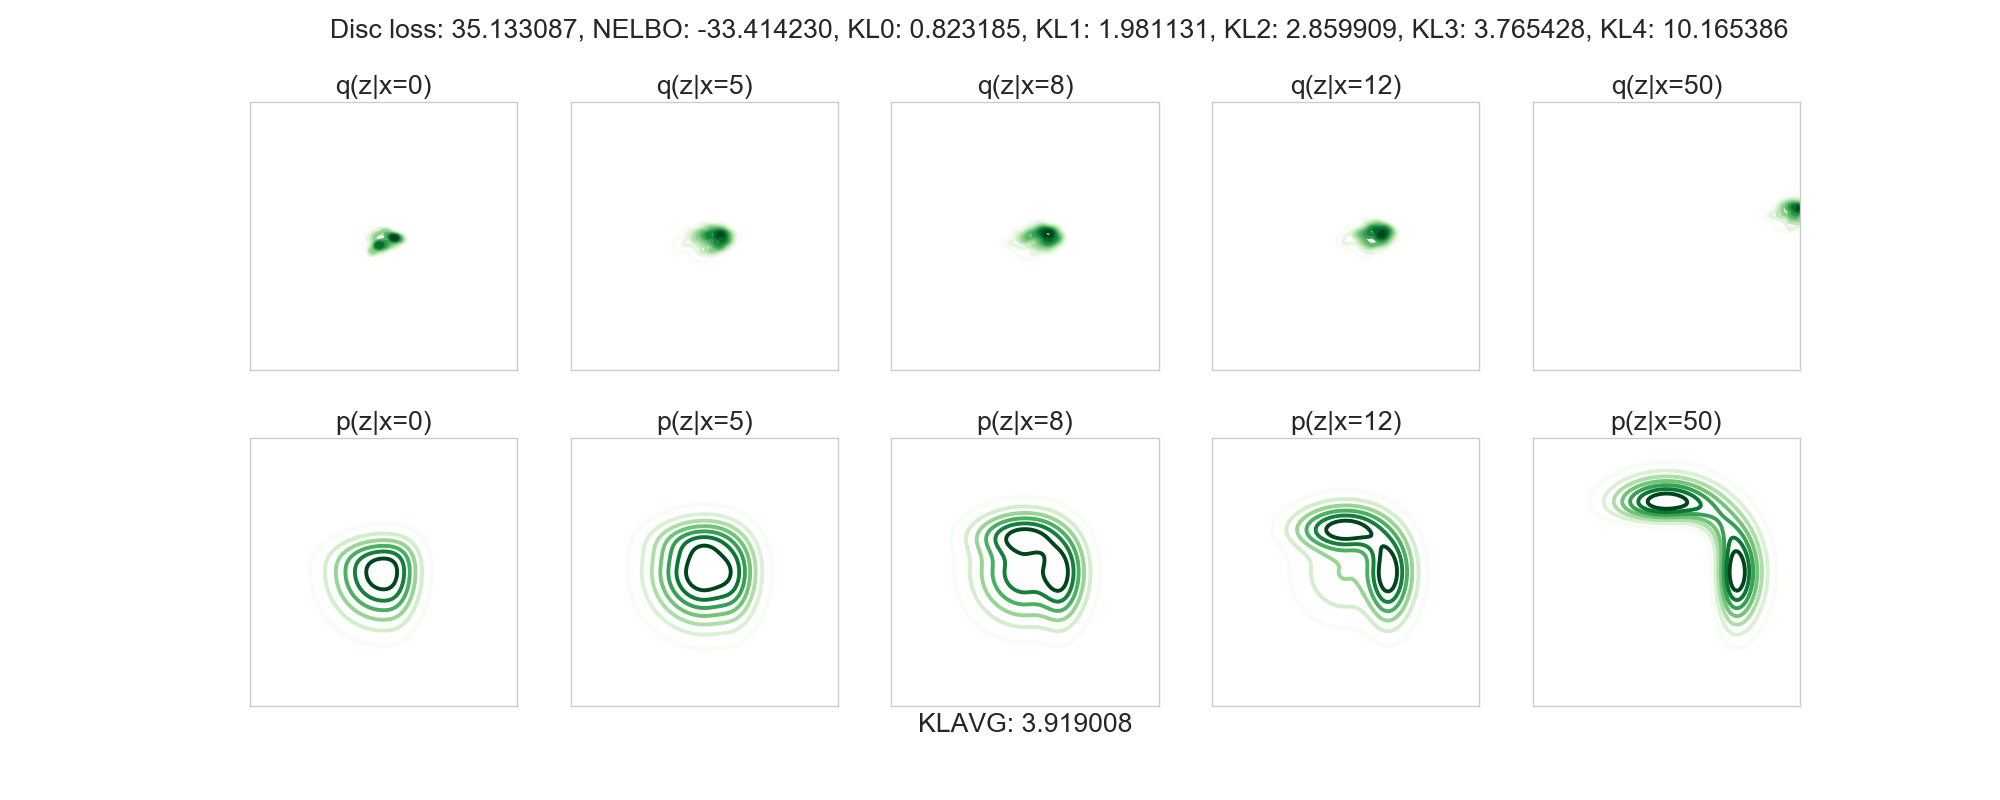 Disc loss: 35.133087, NELBO: -33.414230, KL0: 0.823185, KL1: 1.981131, KL2: 2.859909, KL3: 3.765428, KL4: 10.165386
q(z|x=0)
q(z|x=5)
q(z|x=8)
q(z|x=12)
q(z|x=50)
p(z|x=0)
p(z|x=5)
p(z|x=8)
p(z|x=12)
p(z|x=50)
KLAVG: 3.919008